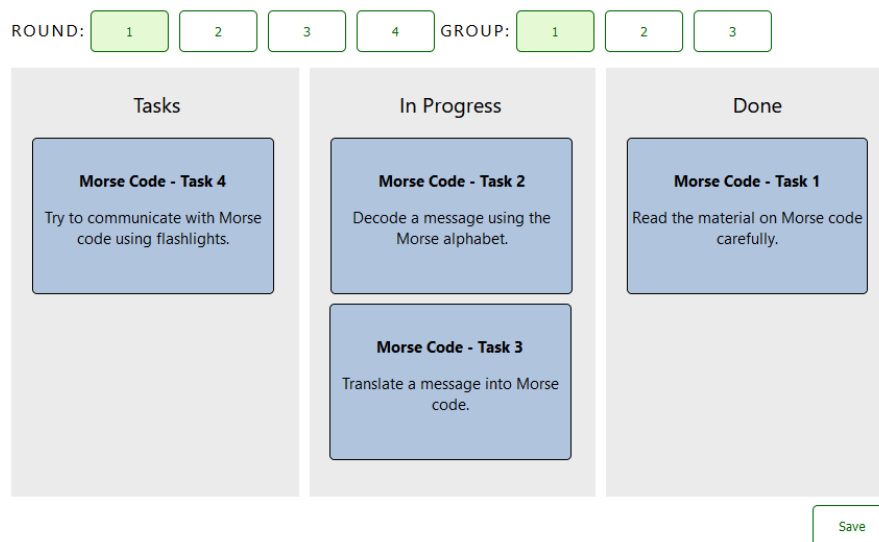 ROUND: 1 2 3 4 GROUP: 1 2 3
Tasks
Morse Code - Task 4
Try to communicate with Morse
code using flashlights.
In Progress
Morse Code - Task 2
Decode a message using the
Morse alphabet.
Morse Code - Task 3
Translate a message into Morse
code.
Done
Morse Code - Task 1
Read the material on Morse code
carefully.
Save